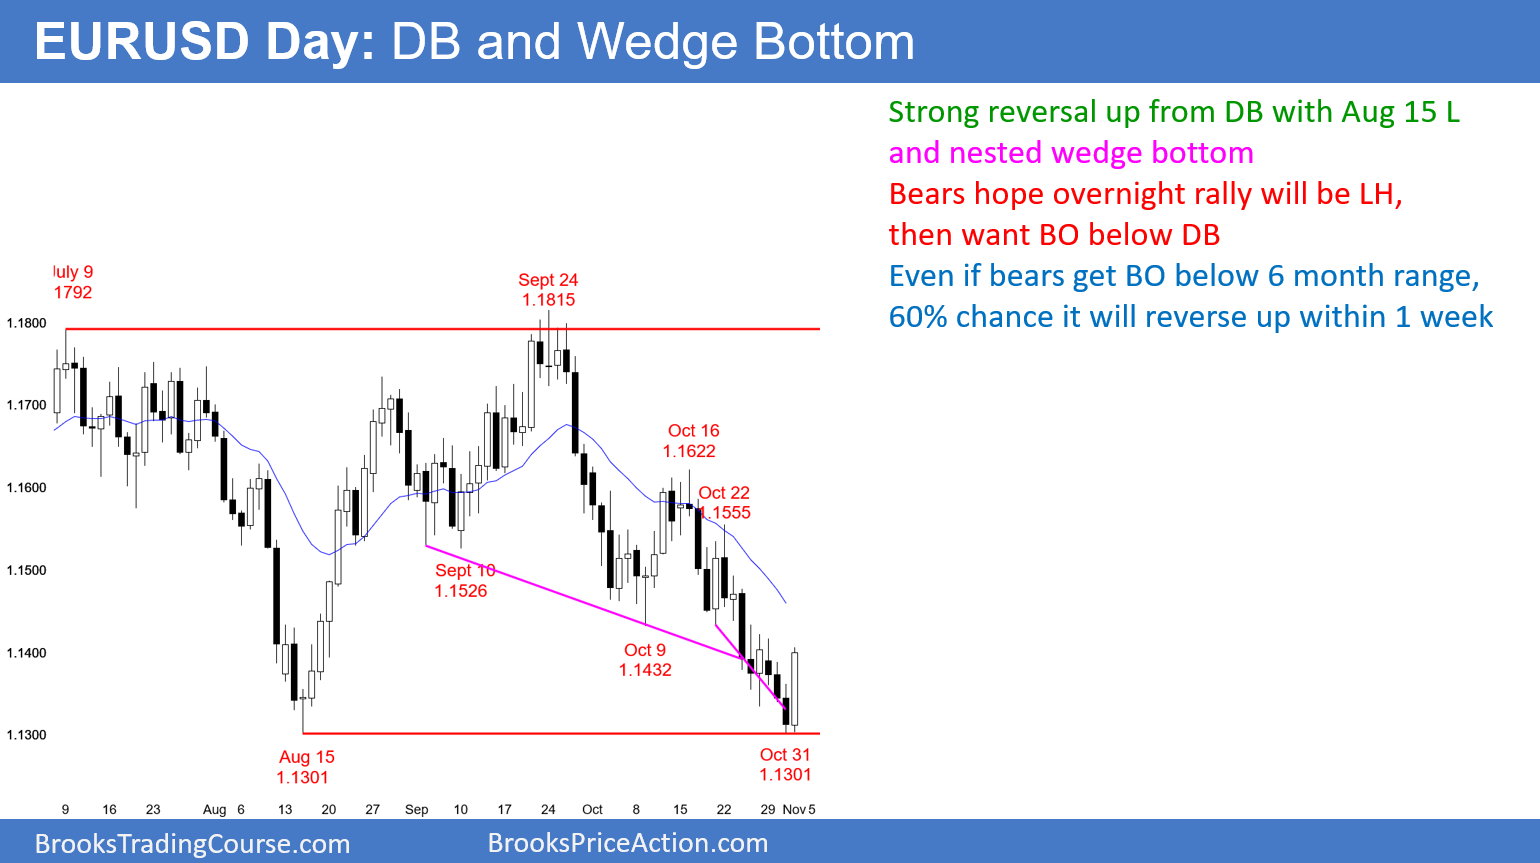 EURUSD Day: DB and Wedge Bottom
Strong reversal up from DB with Aug 15 L
and nested wedge bottom
Bears hope overnight rally will be LH,
then want BO below DB
Even if bears get BO below 6 month range,
60% chance it will reverse up within 1 week
July 9
1792
Sept 24
1.1815
1.1800
1.1700
Oct 16
1.1622
1.1600
Oct 22
1.1555
1.1500
Sept 10
1.1526
1.1400
Oct 9
1.1432
1.1300
Aug 15
1.1301
Oct 31
1.1301
9 16 23 Aug 6 13 20 27 Sep 10 17 24 Oct 8 15 22 29 Nov 5
BrooksTradingCourse.com
BrooksPriceAction.com